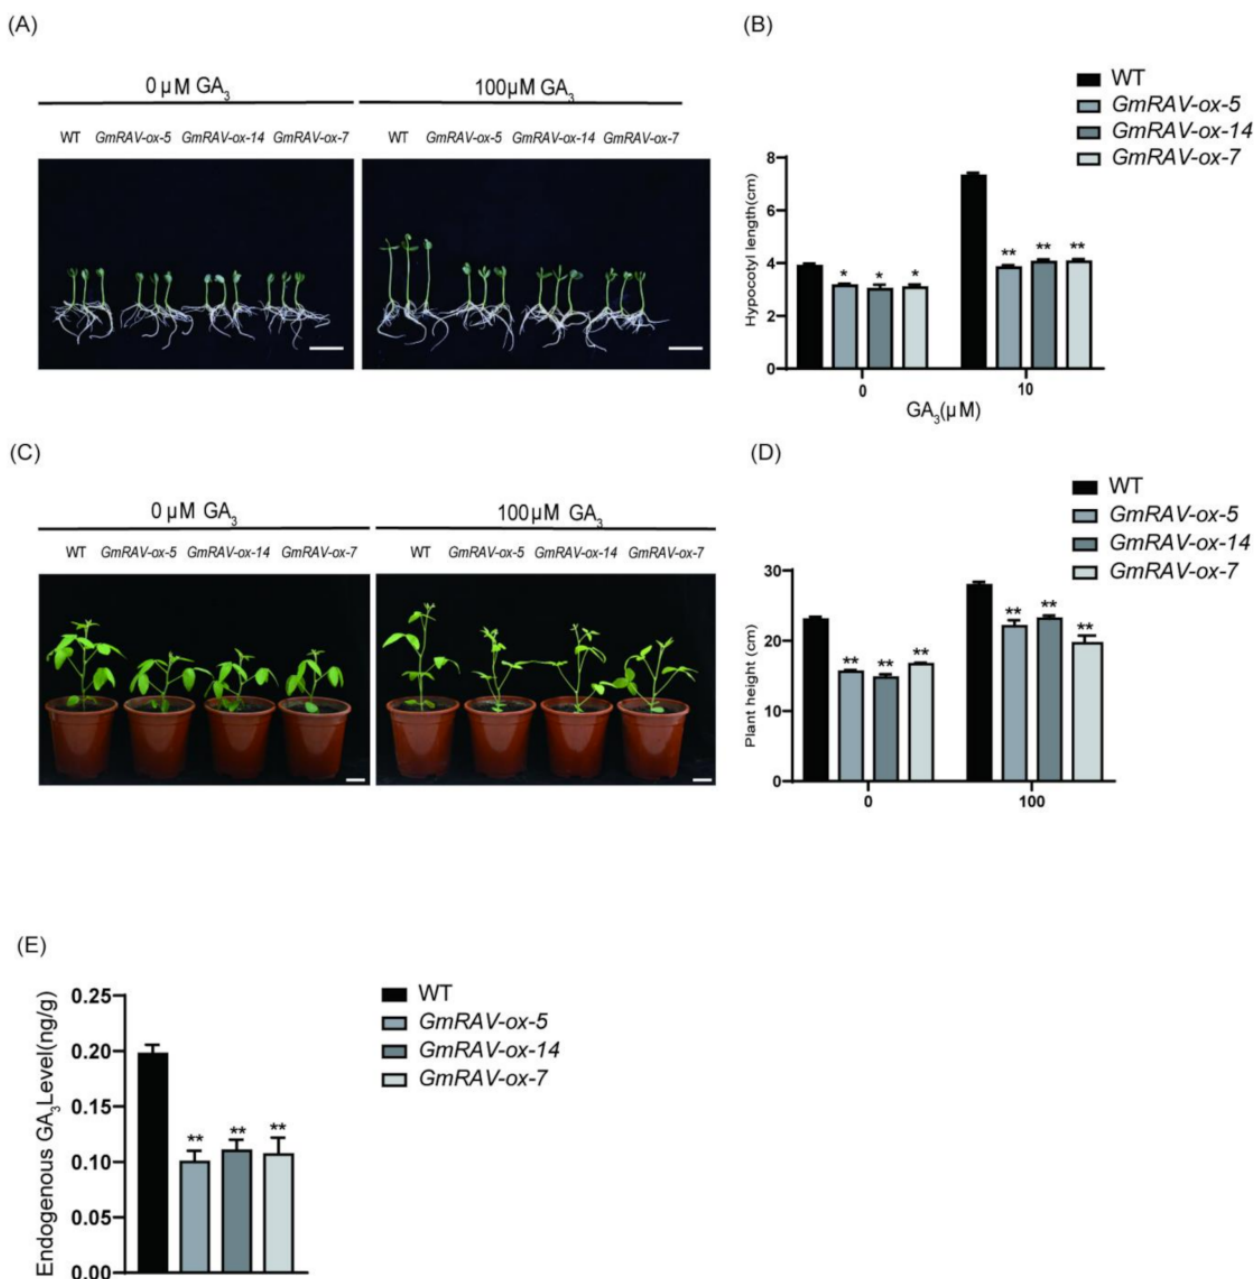 (A)
0 µM GA3
100µM GA3
WT GmRAV-ox-5 GmRAV-ox-14 GmRAV-ox-7
WT GmRAV-ox-5 GmRAV-ox-14 GmRAV-ox-7
(B)
WT
GmRAV-ox-5
GmRAV-ox-14
GmRAV-ox-7
Hypocotyl length(cm)
8
6
4
2
0
* * *
** ** **
0
10
GA3(µM)
(C)
0 µM GA3
100µM GA3
WT GmRAV-ox-5 GmRAV-ox-14 GmRAV-ox-7
WT GmRAV-ox-5 GmRAV-ox-14 GmRAV-ox-7
(D)
WT
GmRAV-ox-5
GmRAV-ox-14
GmRAV-ox-7
Plant height (cm)
30
20
10
0
** ** **
** ** **
0
100
(E)
WT
GmRAV-ox-5
GmRAV-ox-14
GmRAV-ox-7
Endogenous GA3Level(ng/g)
0.25
0.20
0.15
0.10
0.05
0.00
** ** **